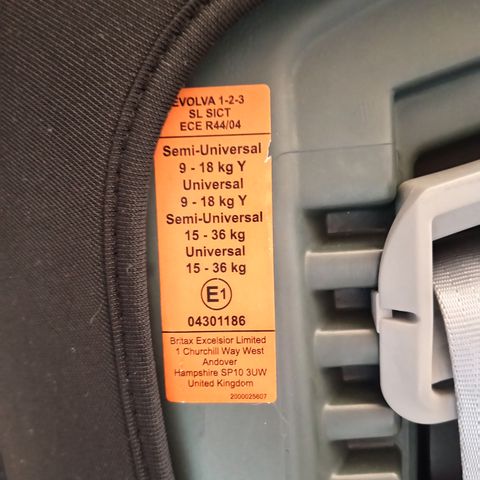 EVOLVA 1-2-3
SL SICT
ECE R44/04
Semi-Universal
9 - 18 kg Y
Universal
9 - 18 kg Y
Semi-Universal
15 - 36 kg
Universal
15 - 36 kg
E1
04301186
Britax Excelsior Limited
1 Churchill Way West
Andover
Hampshire SP10 3UW
United Kingdom
2000025607